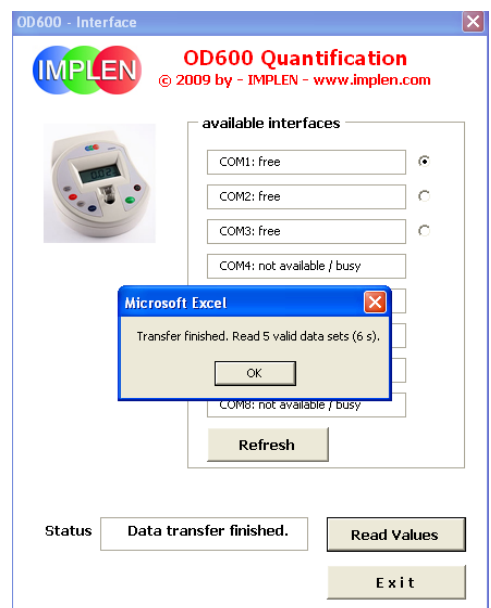 OD600 - Interface
IMPLEN
OD600 Quantification
© 2009 by - IMPLEN - www.implen.com
available interfaces
COM1: free
COM2: free
COM3: free
COM4: not available / busy
Microsoft Excel
Transfer finished. Read 5 valid data sets (6 s).
OK
COM8: not available / busy
Refresh
Status
Data transfer finished.
Read Values
Exit